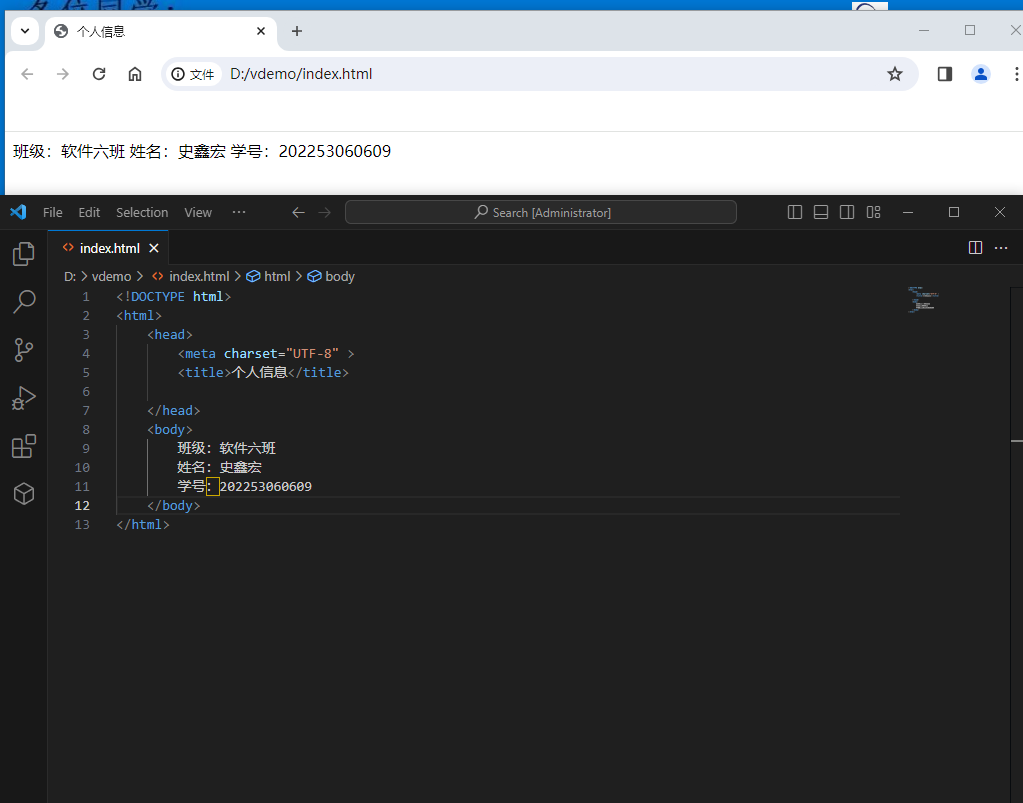 各位同学：
个人信息
文件 D:/vdemo/index.html
班级：软件六班 姓名：史鑫宏 学号：202253060609
File Edit Selection View ··· Search [Administrator]
index.html
D: > vdemo > index.html > html > body
1 <!DOCTYPE html>
2 <html>
3 <head>
4 <meta charset="UTF-8" >
5 <title>个人信息</title>
6
7 </head>
8 <body>
9 班级：软件六班
10 姓名：史鑫宏
11 学号：202253060609
12 </body>
13 </html>